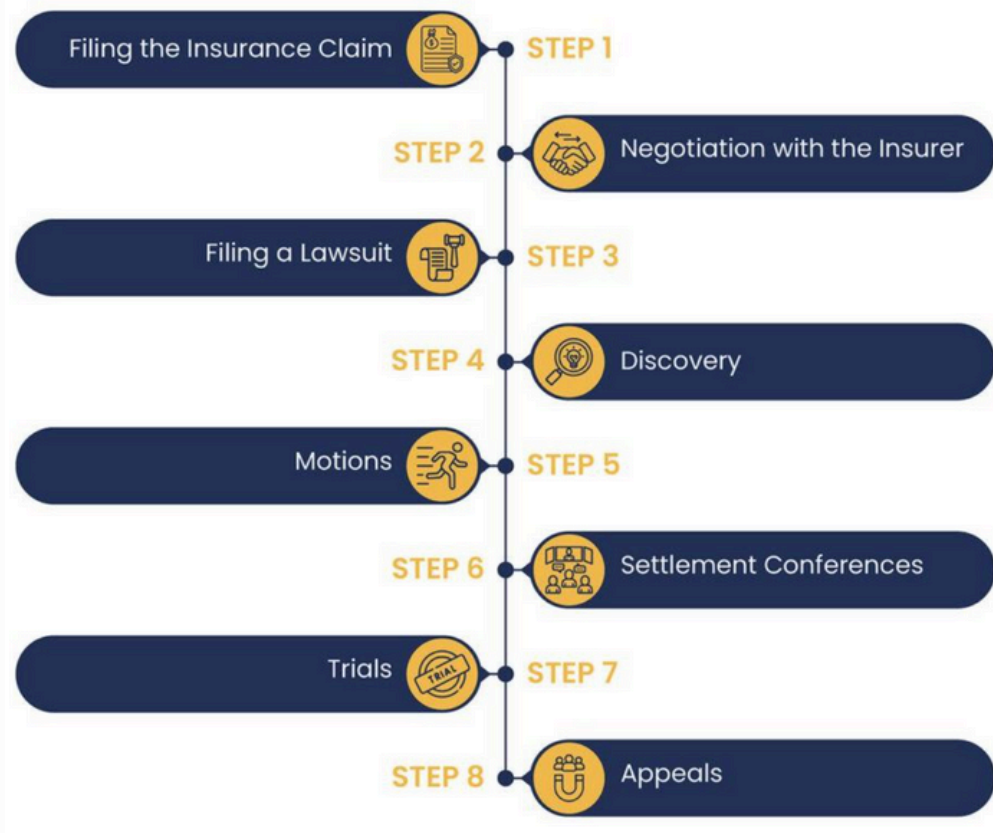 Filing the Insurance Claim
STEP 1
STEP 2
Negotiation with the Insurer
Filing a Lawsuit
STEP 3
STEP 4
Discovery
Motions
STEP 5
STEP 6
Settlement Conferences
Trials
TRIAL
STEP 7
STEP 8
Appeals